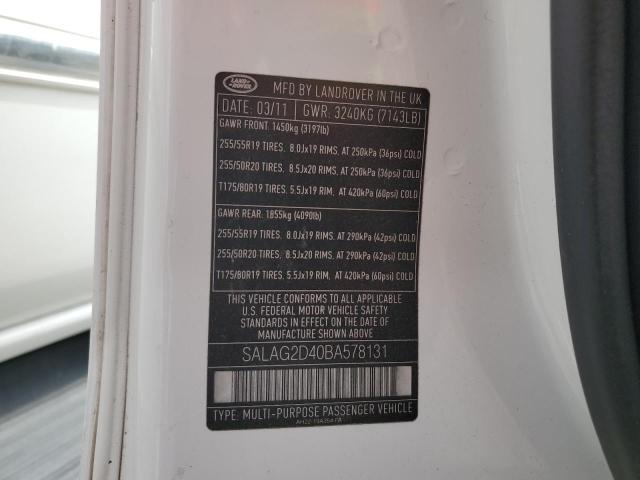 LAND ROVER
MFD BY LANDROVER IN THE UK
DATE: 03/11 GWR: 3240KG (7143LB)
GAWR FRONT: 1450kg (3197lb)
255/55R19 TIRES, 8.0Jx19 RIMS, AT 250kPa (36psi) COLD
255/50R20 TIRES, 8.5Jx20 RIMS, AT 250kPa (36psi) COLD
T175/80R19 TIRES, 5.5Jx19 RIM, AT 420kPa (60psi) COLD
GAWR REAR: 1855kg (4090lb)
255/55R19 TIRES, 8.0Jx19 RIMS, AT 290kPa (42psi) COLD
255/50R20 TIRES, 8.5Jx20 RIMS, AT 290kPa (42psi) COLD
T175/80R19 TIRES, 5.5Jx19 RIM, AT 420kPa (60psi) COLD
THIS VEHICLE CONFORMS TO ALL APPLICABLE
U.S. FEDERAL MOTOR VEHICLE SAFETY
STANDARDS IN EFFECT ON THE DATE OF
MANUFACTURE SHOWN ABOVE
SALAG2D40BA578131
TYPE: MULTI-PURPOSE PASSENGER VEHICLE